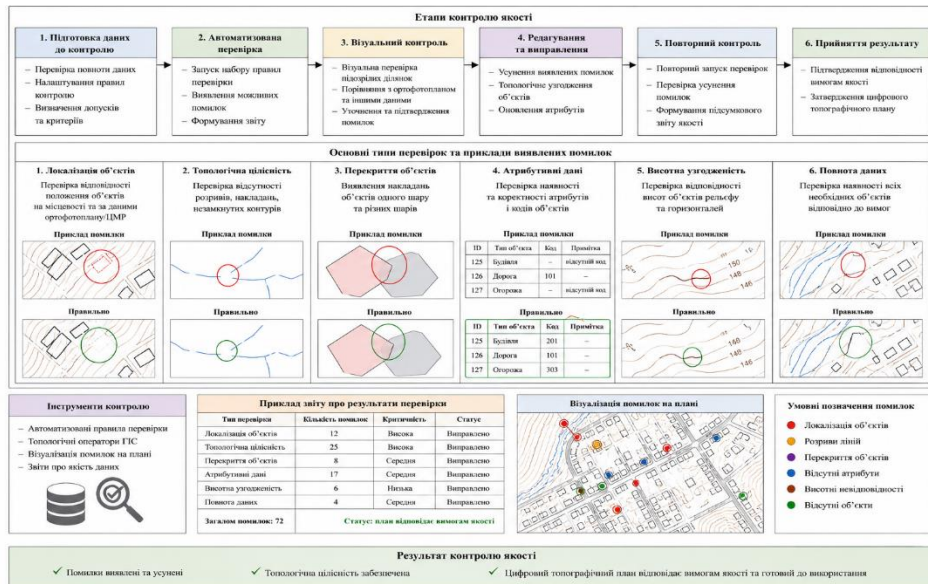 Етапи контролю якості
1. Підготовка даних
до контролю
– Перевірка повноти даних
– Налаштування правил
контролю
– Визначення допусків
та критеріїв
2. Автоматизована
перевірка
– Запуск набору правил
перевірки
– Виявлення можливих
помилок
– Формування звіту
3. Візуальний контроль
– Візуальна перевірка
підозрілих ділянок
– Порівняння з ортофотопланом
та іншими даними
– Уточнення та підтвердження
помилок
4. Редагування
та виправлення
– Усунення виявлених помилок
– Топологічне узгодження
об'єктів
– Оновлення атрибутів
5. Повторний контроль
– Повторний запуск перевірок
– Перевірка усунення
помилок
– Формування підсумкового
звіту якості
6. Прийняття результату
– Підтвердження відповідності
вимогам якості
– Затвердження цифрового
топографічного плану
Основні типи перевірок та приклади виявлених помилок
1. Локалізація об'єктів
Перевірка відповідності
положення об'єктів
на місцевості та за даними
ортофотоплану/ЦМР
Приклад помилки
Правильно
2. Топологічна цілісність
Перевірка відсутності
розривів, накладань,
незамкнутих контурів
Приклад помилки
Правильно
3. Перекриття об'єктів
Виявлення накладань
об'єктів одного шару
та різних шарів
Приклад помилки
Правильно
4. Атрибутивні дані
Перевірка наявності
та коректності атрибутів
і кодів об'єктів
Приклад помилки
ID Тип об'єкта Код Примітка
125 Будівля – відсутній код
126 Дорога 101 –
127 Огорожа – відсутній код
Правильно
ID Тип об'єкта Код Примітка
125 Будівля 201 –
126 Дорога 101 –
127 Огорожа 303 –
5. Висотна узгодженість
Перевірка відповідності
висот об'єктів рельєфу
та горизонталей
Приклад помилки
150
148
146
Правильно
148
146
6. Повнота даних
Перевірка наявності всіх
необхідних об'єктів
відповідно до вимог
Приклад помилки
Правильно
Інструменти контролю
– Автоматизовані правила перевірки
– Топологічні оператори ГІС
– Візуалізація помилок на плані
– Звіти про якість даних
Приклад звіту про результати перевірки
Тип перевірки Кількість помилок Критичність Статус
Локалізація об'єктів 12 Висока Виправлено
Топологічна цілісність 25 Висока Виправлено
Перекриття об'єктів 8 Середня Виправлено
Атрибутивні дані 17 Середня Виправлено
Висотна узгодженість 6 Низька Виправлено
Повнота даних 4 Середня Виправлено
Загалом помилок: 72 Статус: план відповідає вимогам якості
Візуалізація помилок на плані
Умовні позначення помилок
Локалізація об'єктів
Розриви ліній
Перекриття об'єктів
Відсутні атрибути
Висотні невідповідності
Відсутні об'єкти
Результат контролю якості
✓ Помилки виявлені та усунені
✓ Топологічна цілісність забезпечена
✓ Цифровий топографічний план відповідає вимогам якості та готовий до використання